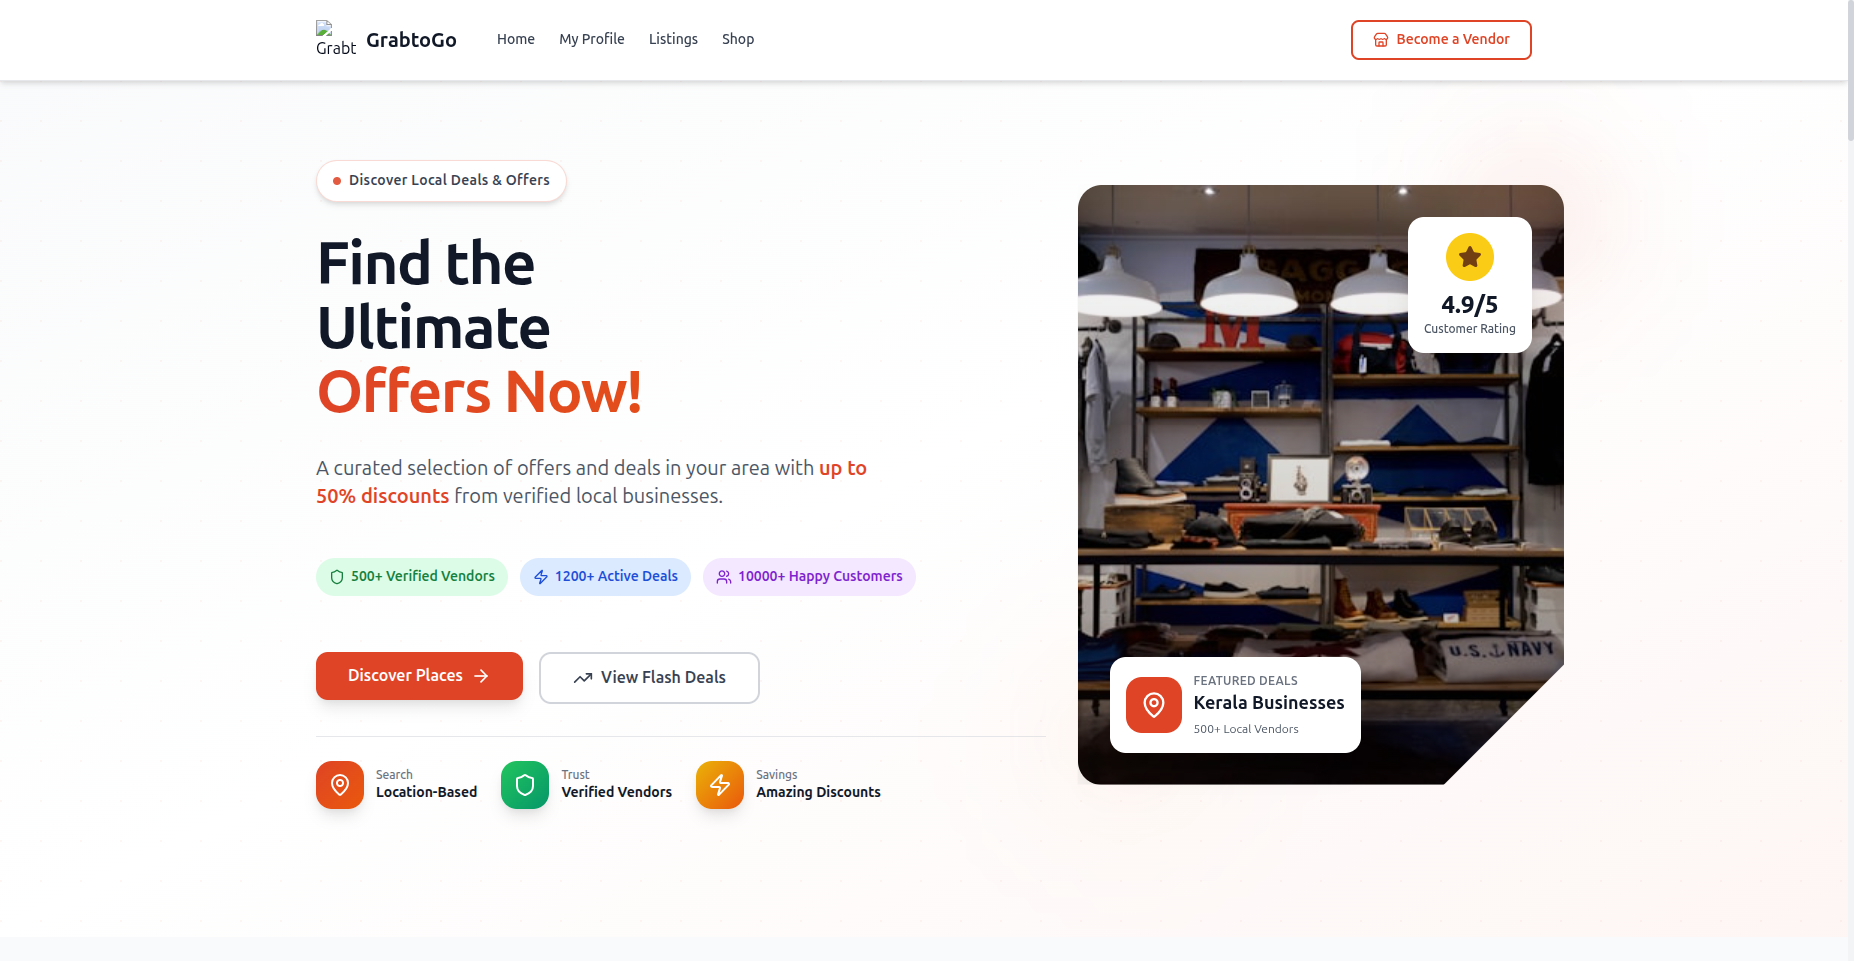 Grabt
GrabtoGo
Home
My Profile
Listings
Shop
Become a Vendor
Discover Local Deals & Offers
Find the
Ultimate
Offers Now!
A curated selection of offers and deals in your area with up to
50% discounts from verified local businesses.
500+ Verified Vendors
1200+ Active Deals
10000+ Happy Customers
Discover Places
View Flash Deals
Search
Location-Based
Trust
Verified Vendors
Savings
Amazing Discounts
4.9/5
Customer Rating
M
U.S. NAVY
FEATURED DEALS
Kerala Businesses
500+ Local Vendors